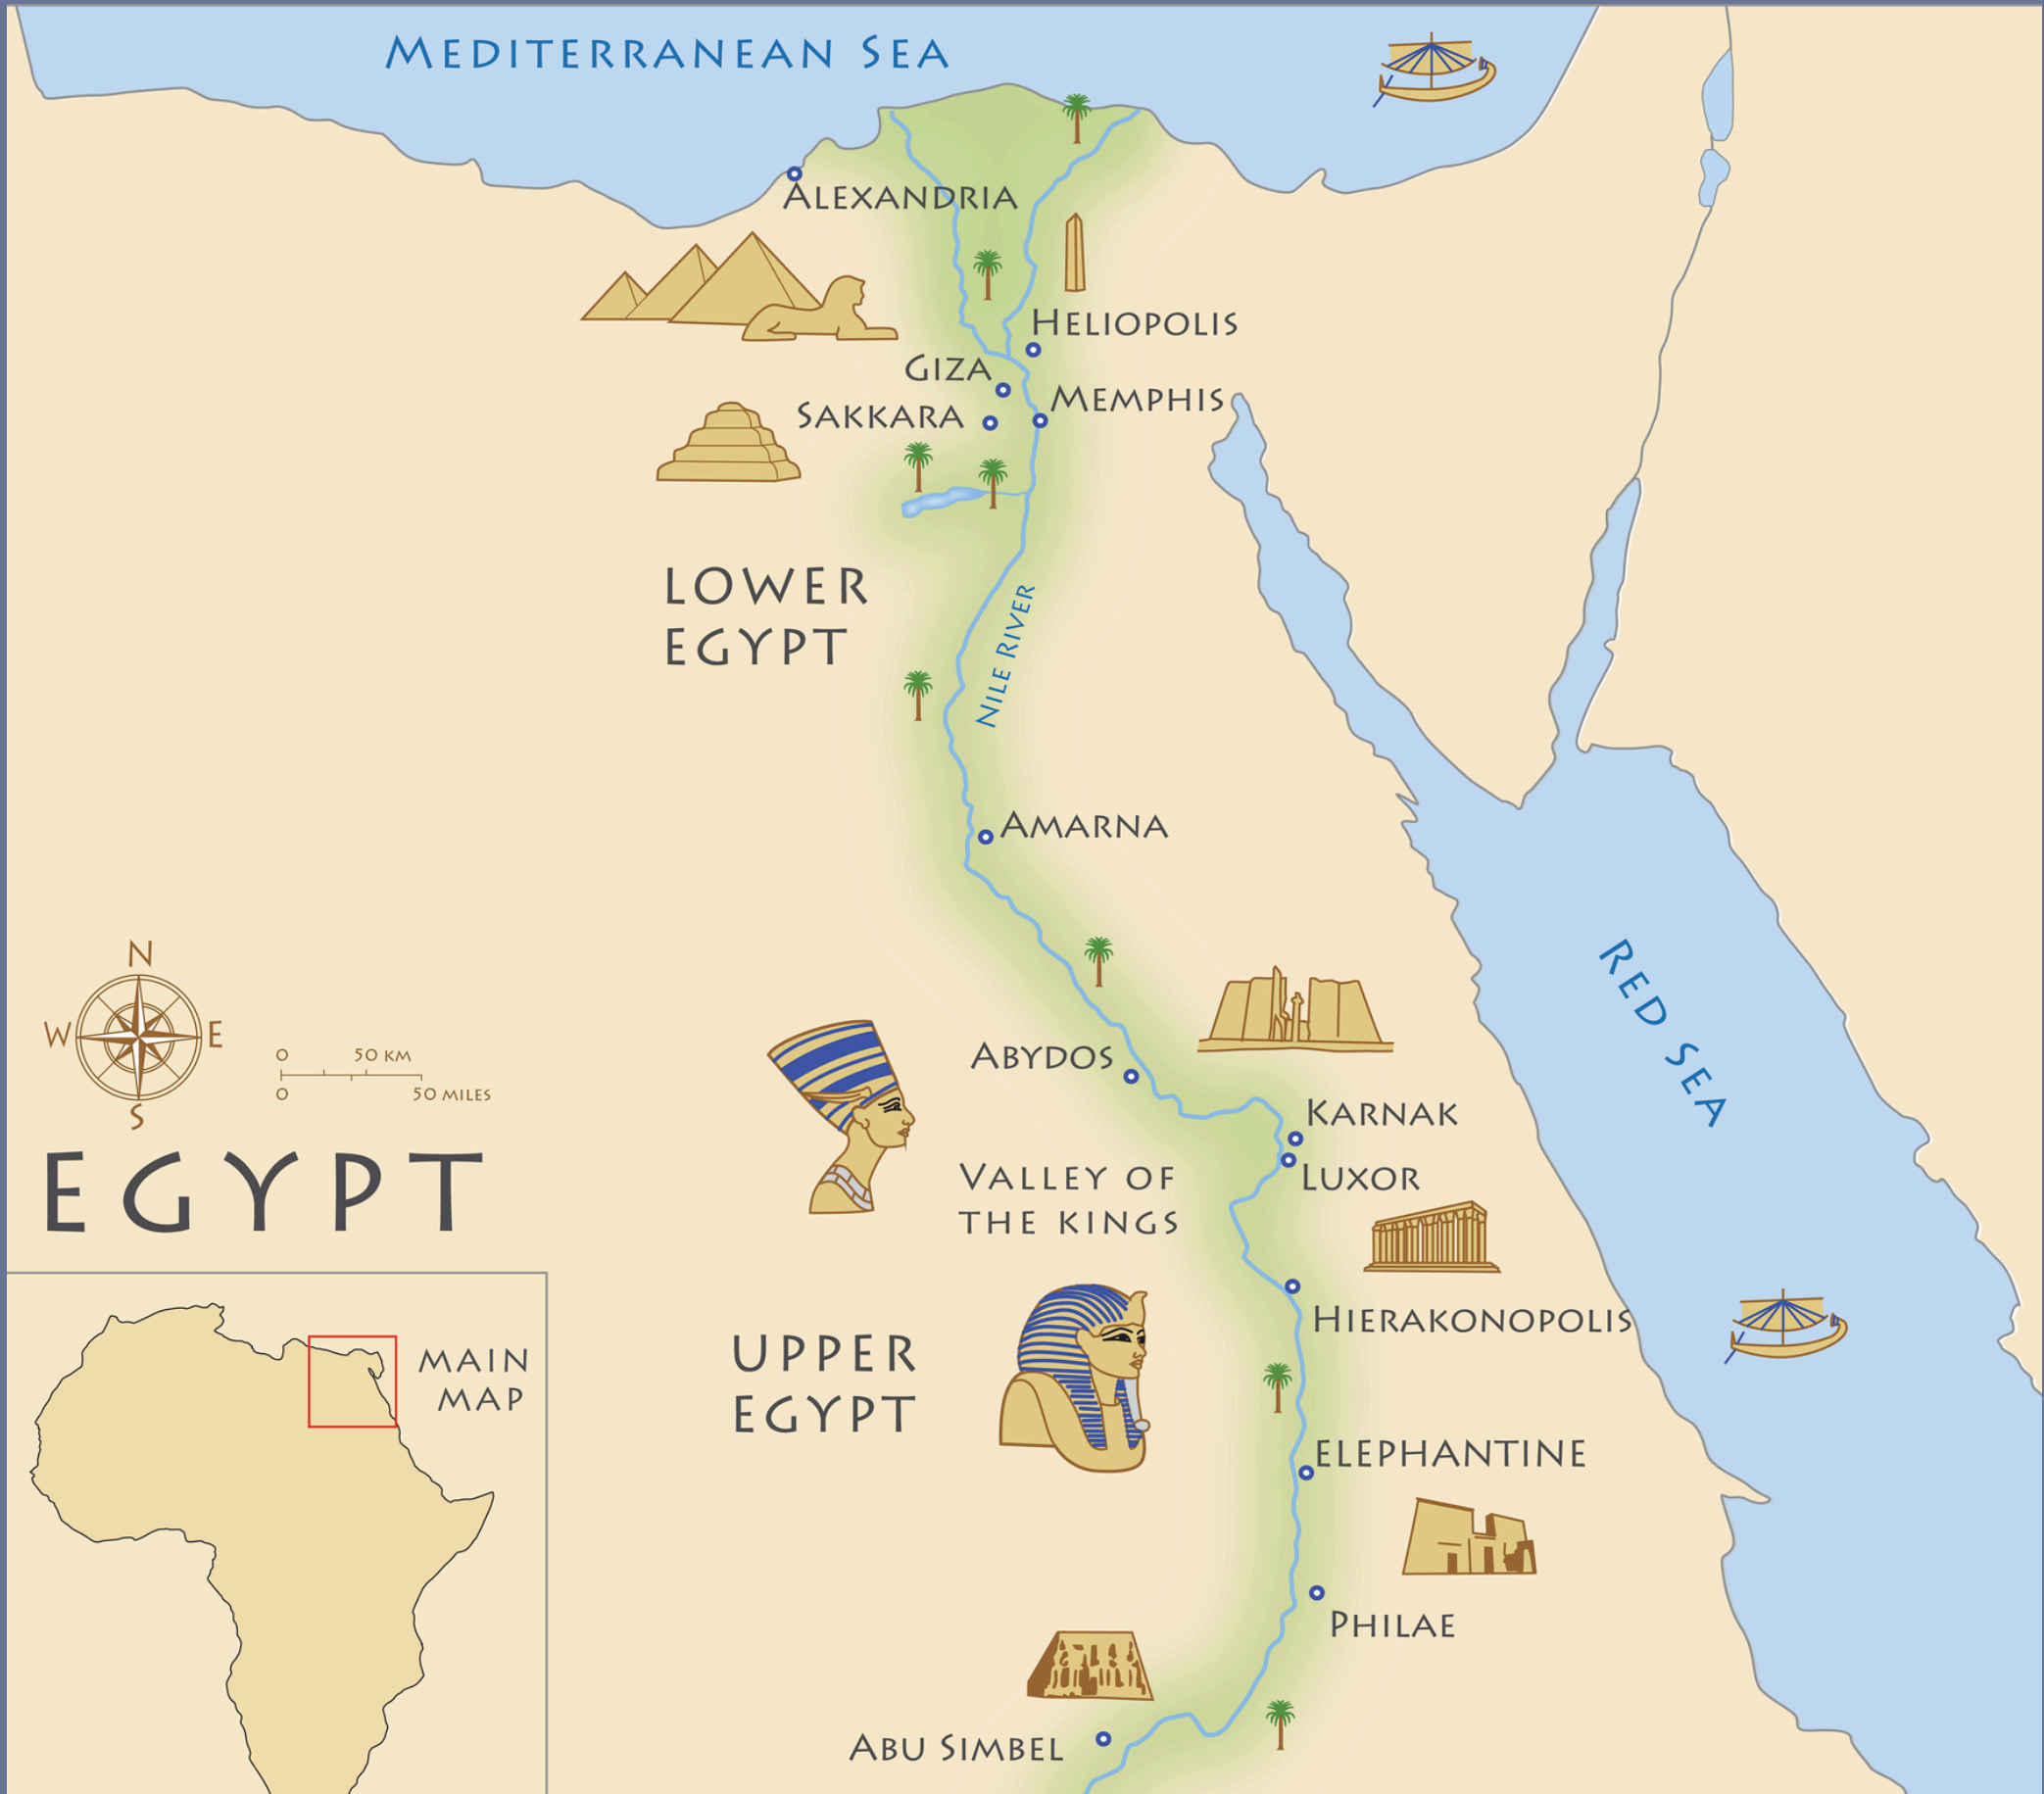 MEDITERRANEAN SEA
ALEXANDRIA
HELIOPOLIS
GIZA
MEMPHIS
SAKKARA
LOWER
EGYPT
NILE RIVER
AMARNA
RED SEA
N
W
E
S
0
50 KM
0
50 MILES
EGYPT
ABYDOS
KARNAK
LUXOR
VALLEY OF
THE KINGS
HIERAKONOPOLIS
UPPER
EGYPT
MAIN
MAP
ELEPHANTINE
PHILAE
ABU SIMBEL